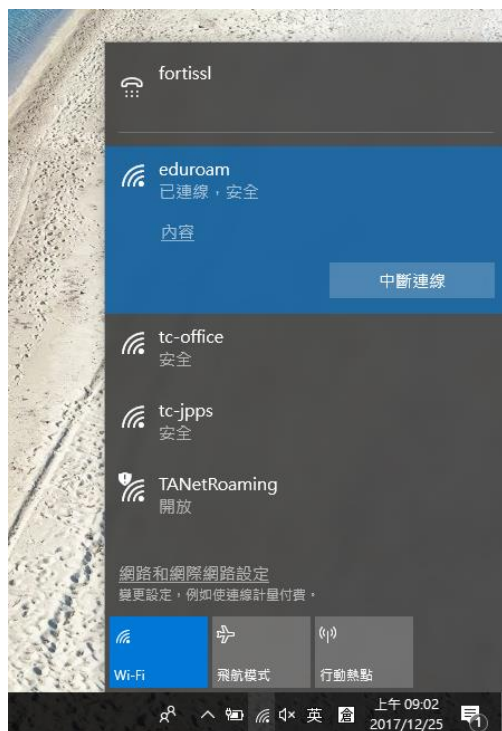 fortissl
eduroam
已連線，安全
內容
中斷連線
tc-office
安全
tc-jpps
安全
TANetRoaming
開放
網路和網際網路設定
變更設定，例如使連線計量付費。
Wi-Fi
飛航模式
行動熱點
英
倉
上午 09:02
2017/12/25
1